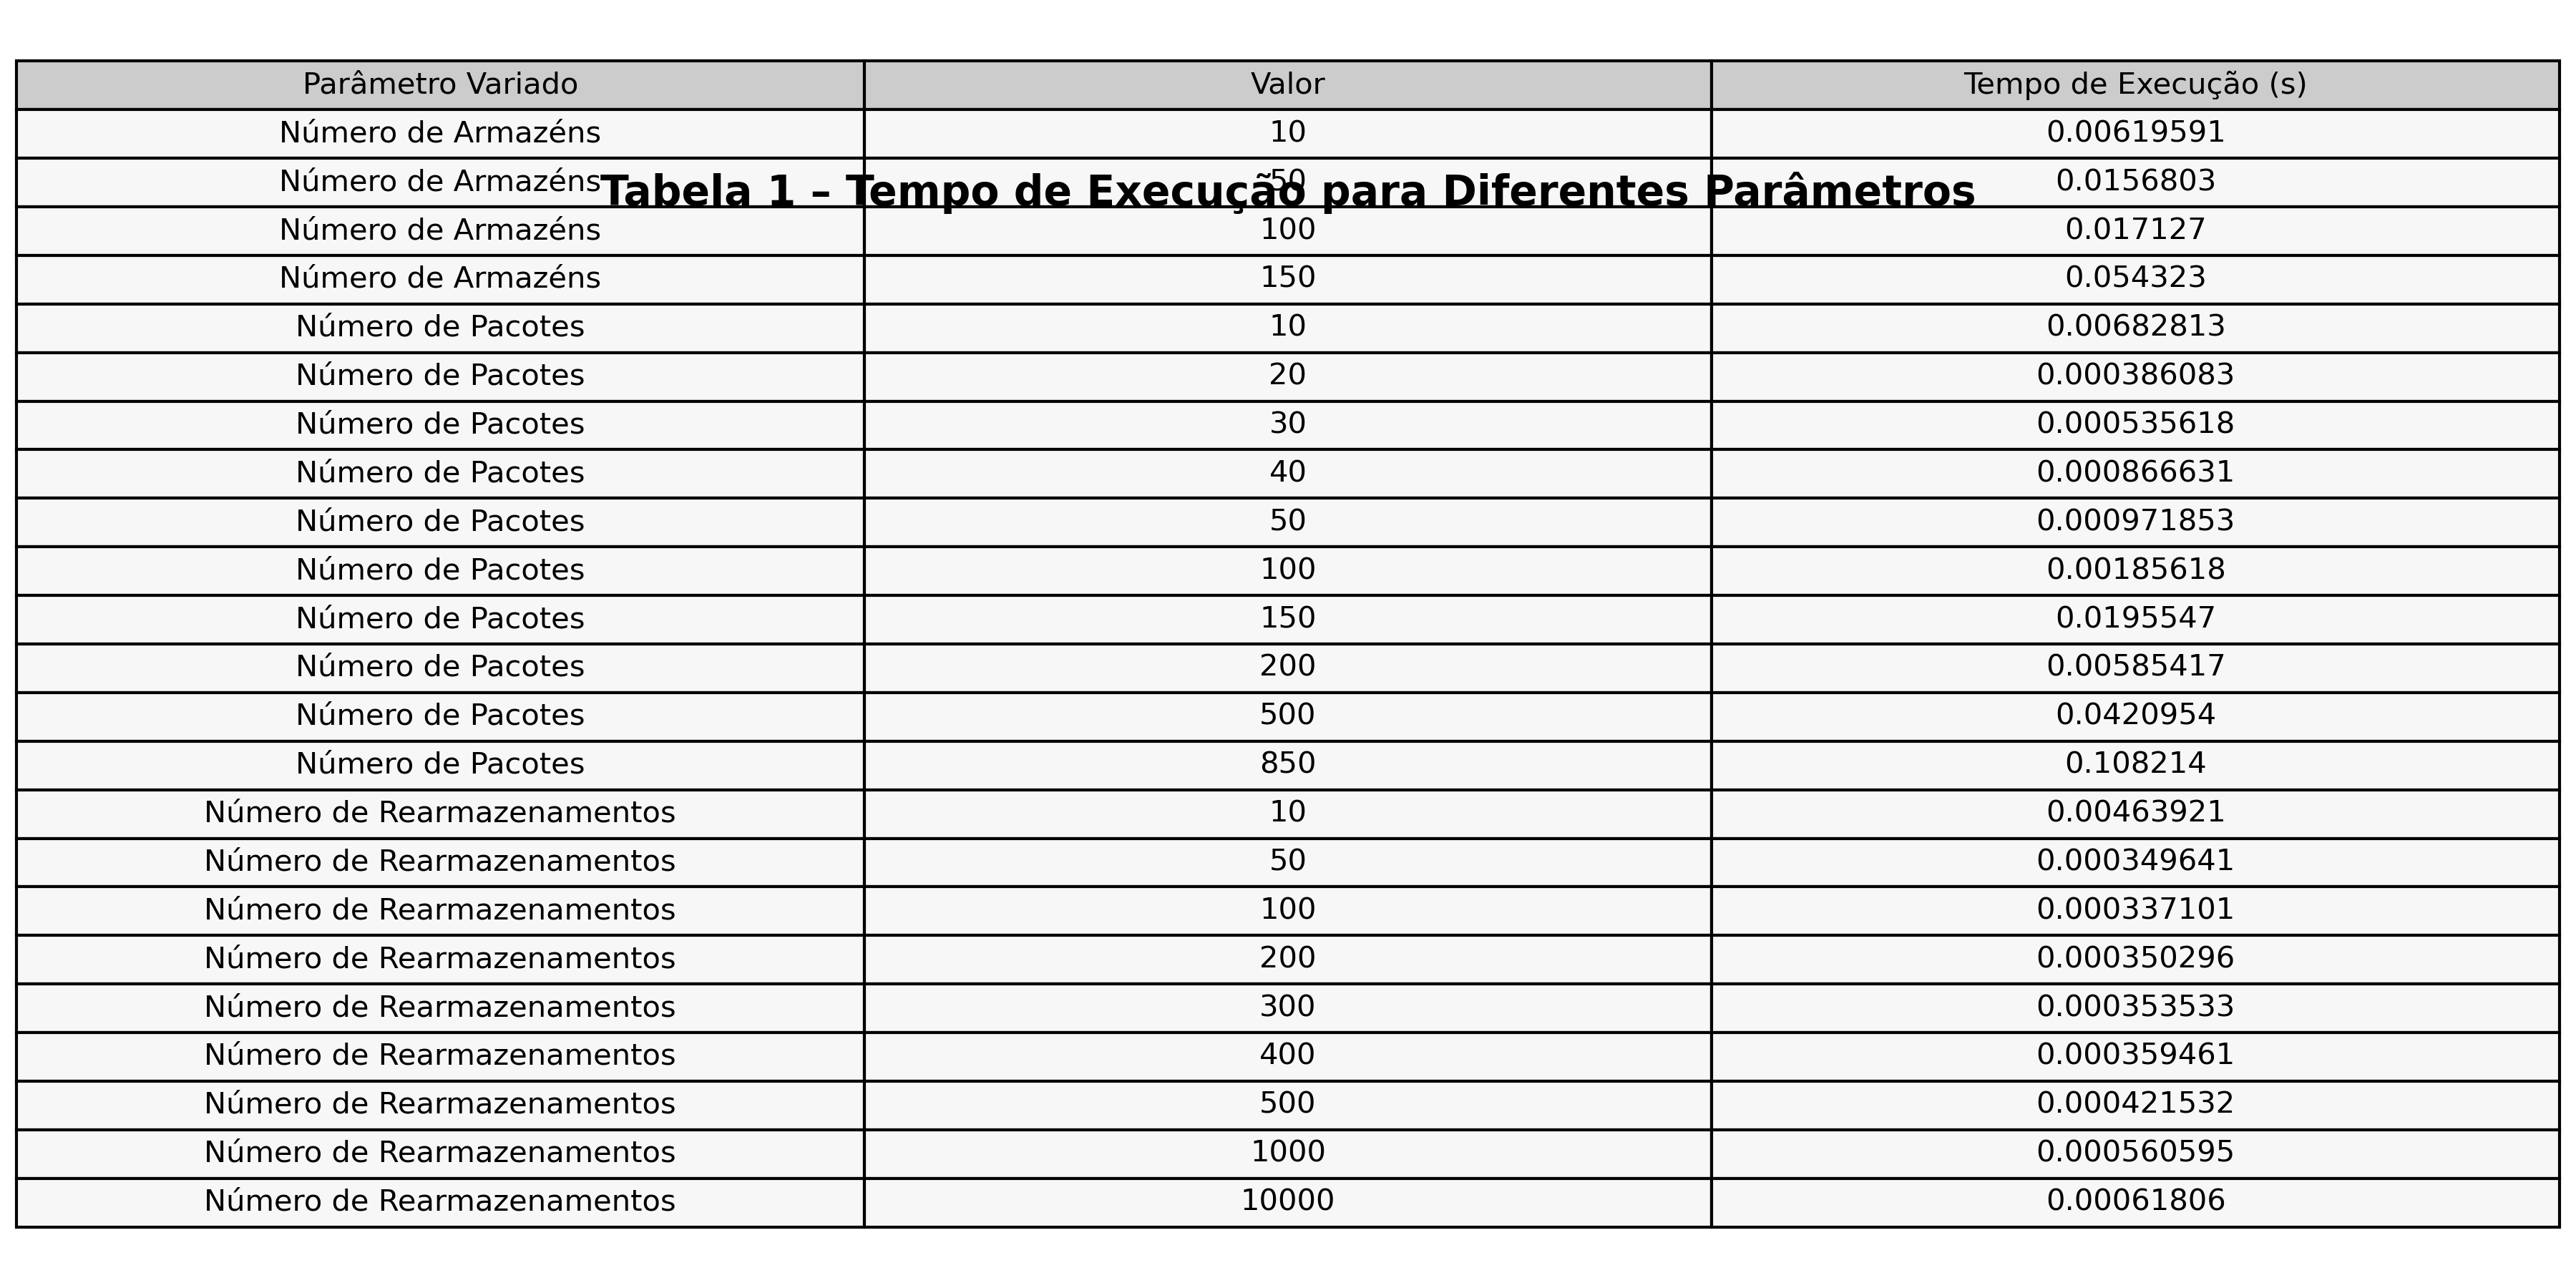 Parâmetro Variado Valor Tempo de Execução (s)
Número de Armazéns 10 0.00619591
Número de Armazéns 50 0.0156803
Tabela 1 – Tempo de Execução para Diferentes Parâmetros
Número de Armazéns 100 0.017127
Número de Armazéns 150 0.054323
Número de Pacotes 10 0.00682813
Número de Pacotes 20 0.000386083
Número de Pacotes 30 0.000535618
Número de Pacotes 40 0.000866631
Número de Pacotes 50 0.000971853
Número de Pacotes 100 0.00185618
Número de Pacotes 150 0.0195547
Número de Pacotes 200 0.00585417
Número de Pacotes 500 0.0420954
Número de Pacotes 850 0.108214
Número de Rearmazenamentos 10 0.00463921
Número de Rearmazenamentos 50 0.000349641
Número de Rearmazenamentos 100 0.000337101
Número de Rearmazenamentos 200 0.000350296
Número de Rearmazenamentos 300 0.000353533
Número de Rearmazenamentos 400 0.000359461
Número de Rearmazenamentos 500 0.000421532
Número de Rearmazenamentos 1000 0.000560595
Número de Rearmazenamentos 10000 0.00061806